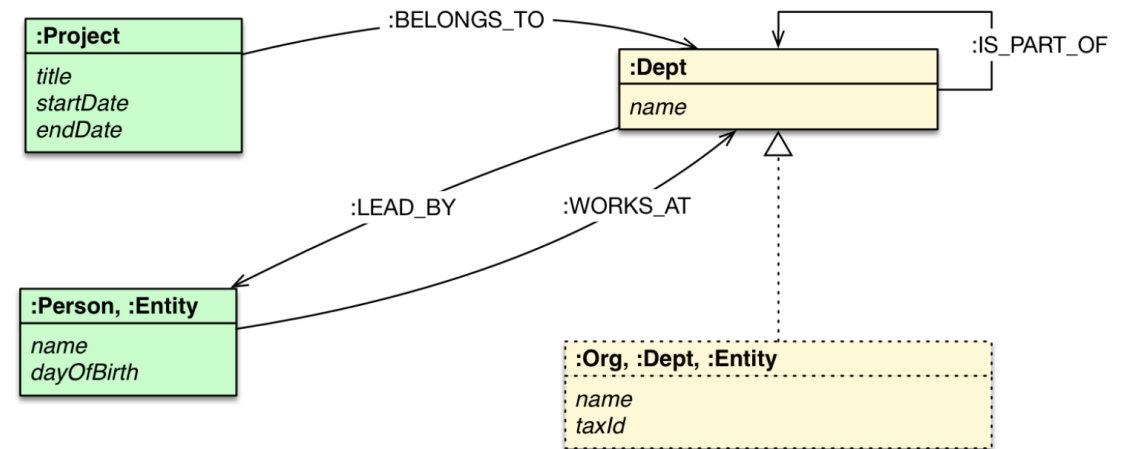 :BELONGS_TO
:Project
title
startDate
endDate
:IS_PART_OF
:Dept
name
:LEAD_BY
:WORKS_AT
:Person, :Entity
name
dayOfBirth
:Org, :Dept, :Entity
name
taxId